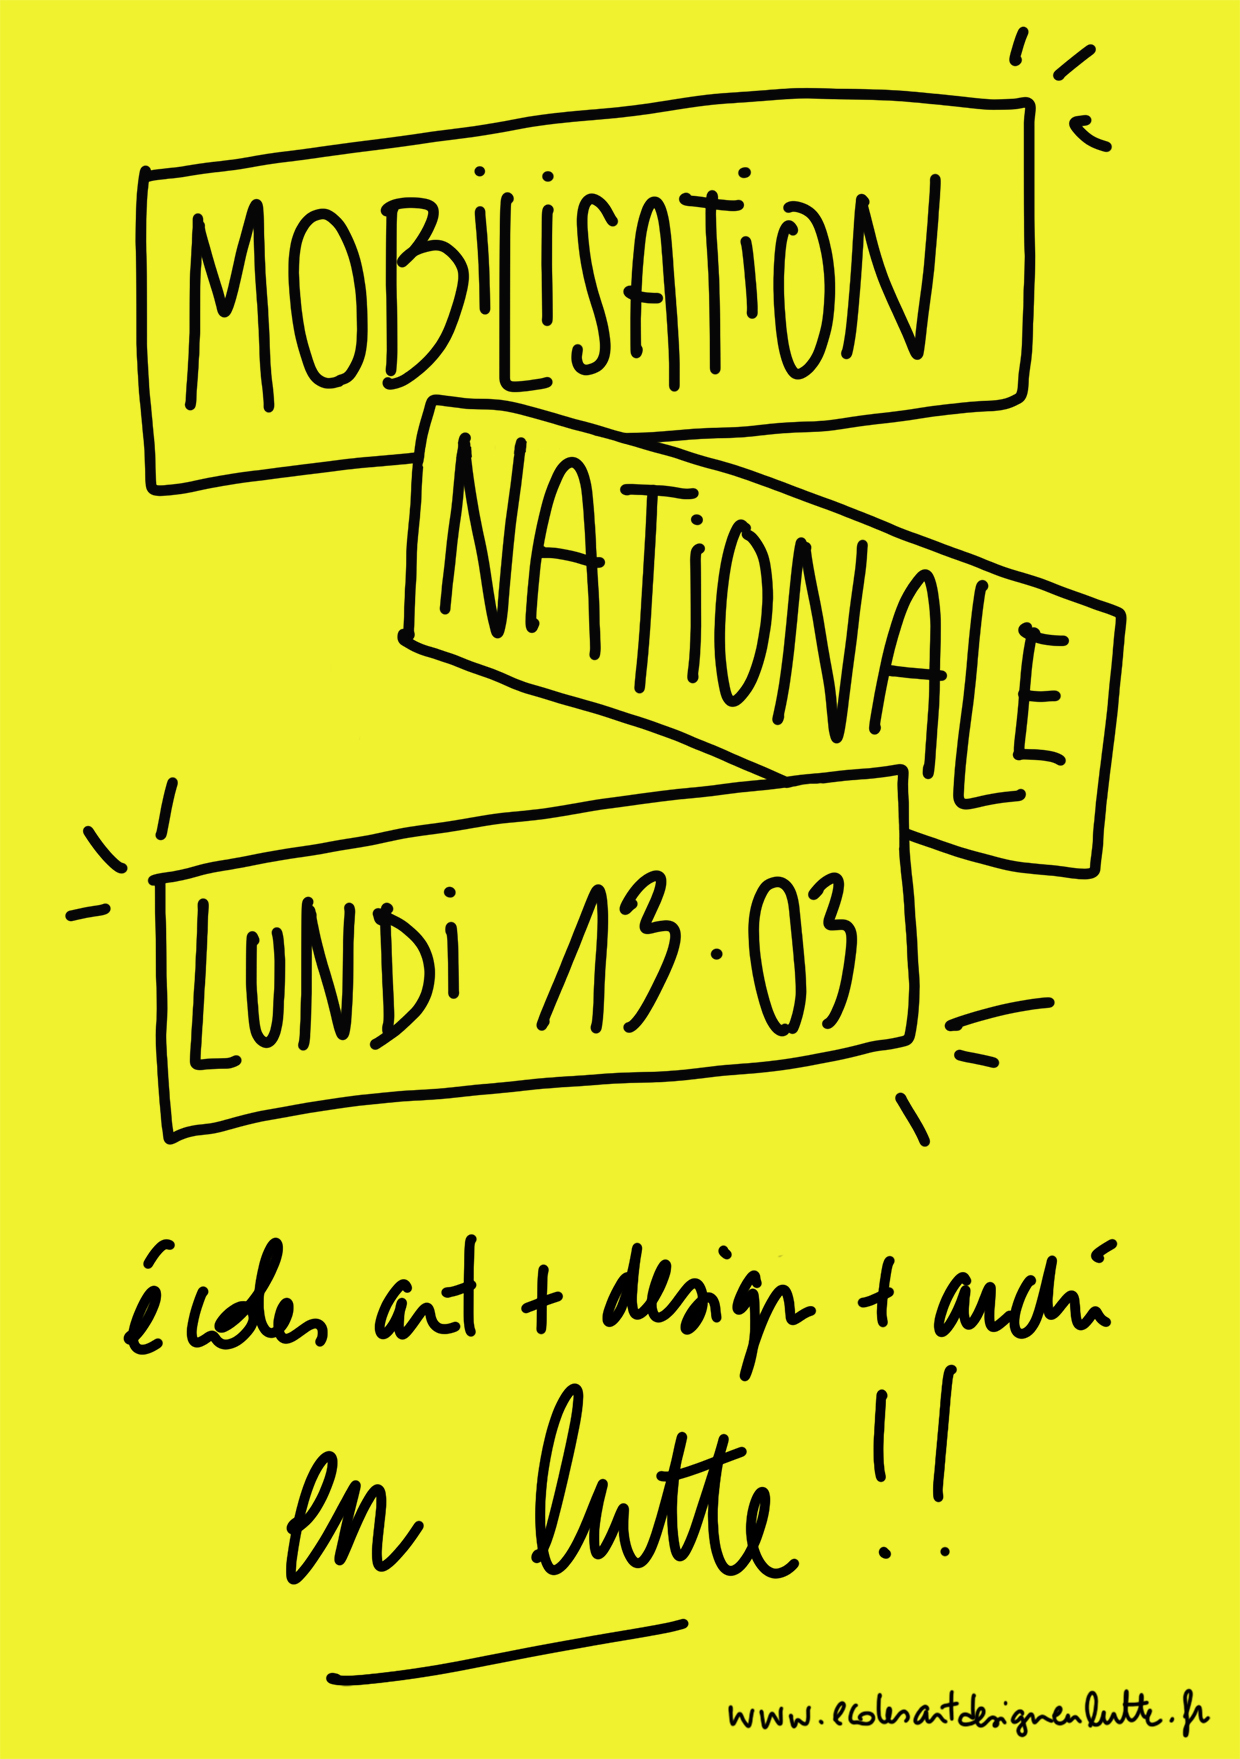 MOBiLiSATiON
NATiONALE
LUNDi 13.03
écoles art + design + archi
en lutte !!
www.ecolesartdesignenlutte.fr